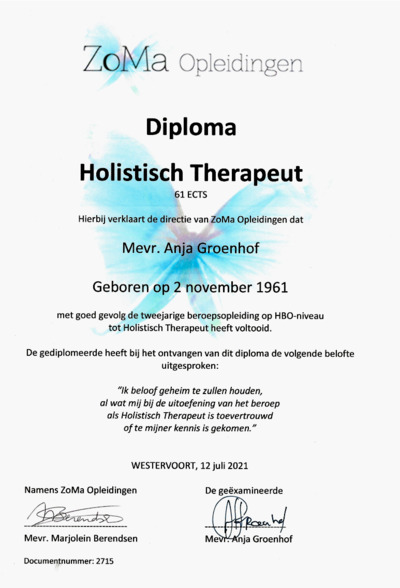 ZoMa Opleidingen
Diploma
Holistisch Therapeut
61 ECTS
Hierbij verklaart de directie van ZoMa Opleidingen dat
Mevr. Anja Groenhof
Geboren op 2 november 1961
met goed gevolg de tweejarige beroepsopleiding op HBO-niveau
tot Holistisch Therapeut heeft voltooid.
De gediplomeerde heeft bij het ontvangen van dit diploma de volgende belofte
uitgesproken:
"Ik beloof geheim te zullen houden,
al wat mij bij de uitoefening van het beroep
als Holistisch Therapeut is toevertrouwd
of te mijner kennis is gekomen."
WESTERVOORT, 12 juli 2021
Namens ZoMa Opleidingen
De geëxamineerde
MBerendsen
AGroenhof
Mevr. Marjolein Berendsen
Mevr. Anja Groenhof
Documentnummer: 2715